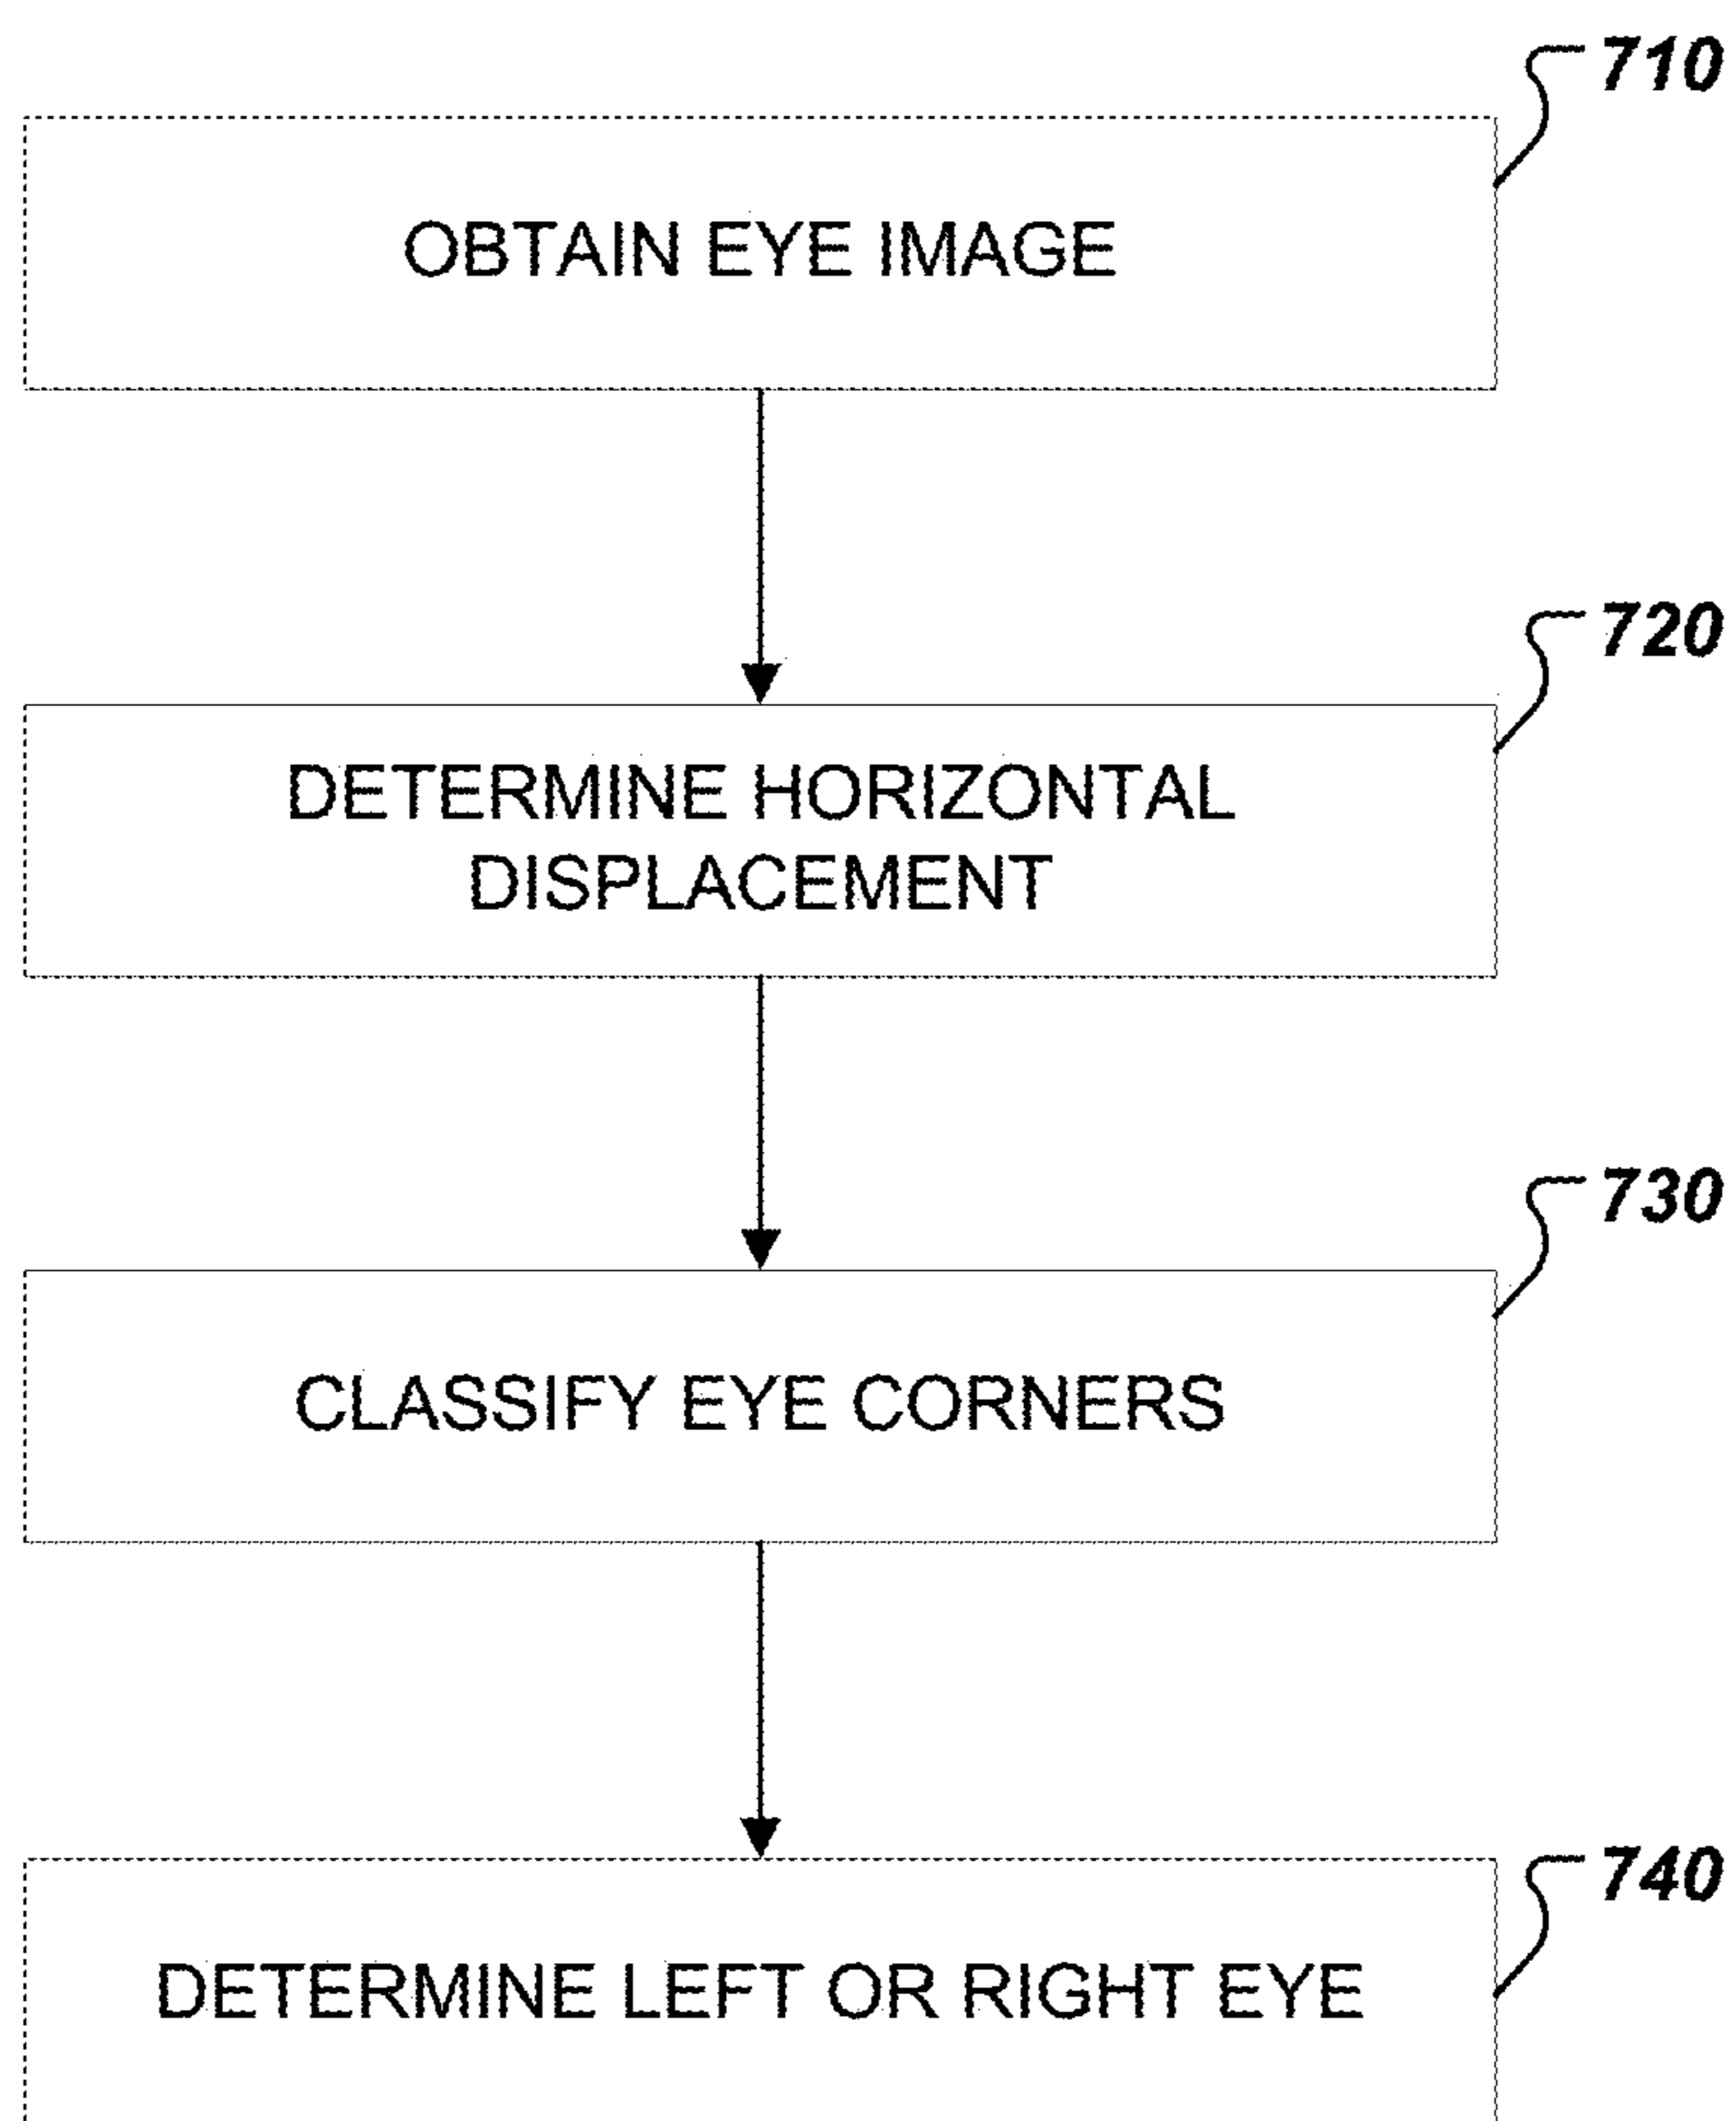 710
OBTAIN EYE IMAGE
720
DETERMINE HORIZONTAL
DISPLACEMENT
730
CLASSIFY EYE CORNERS
740
DETERMINE LEFT OR RIGHT EYE